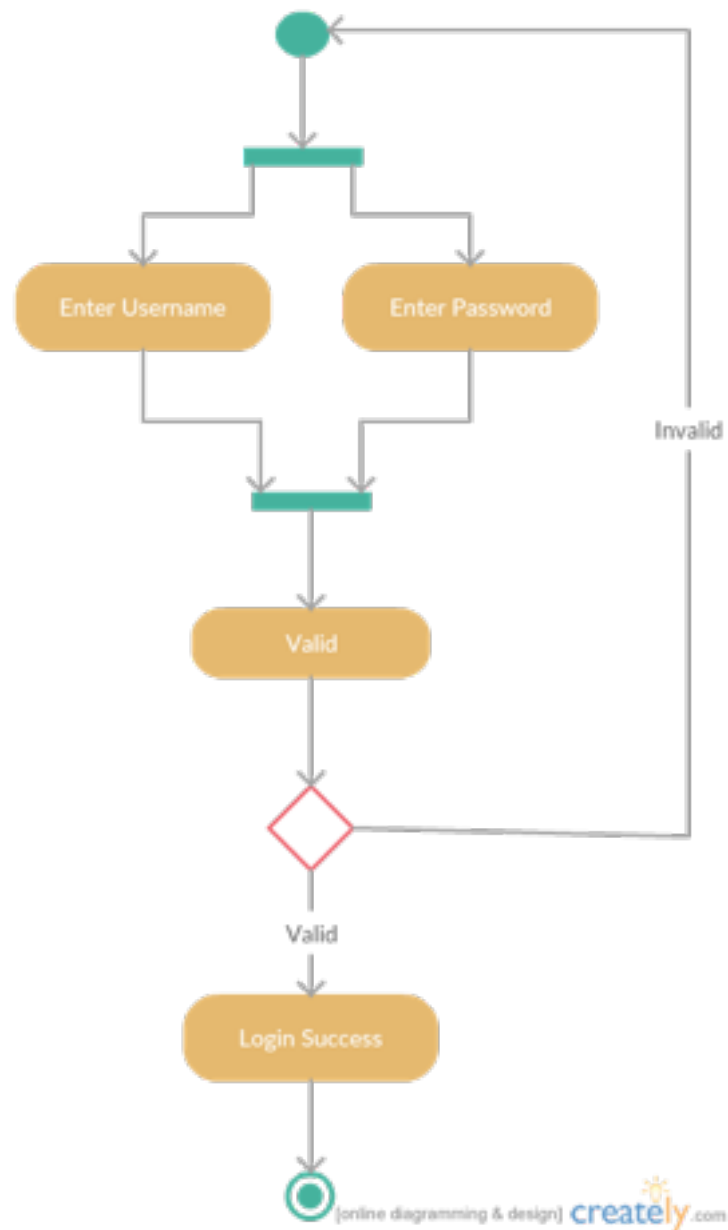 Enter Username
Enter Password
Invalid
Valid
Valid
Login Success
[online diagramming & design] creately.com